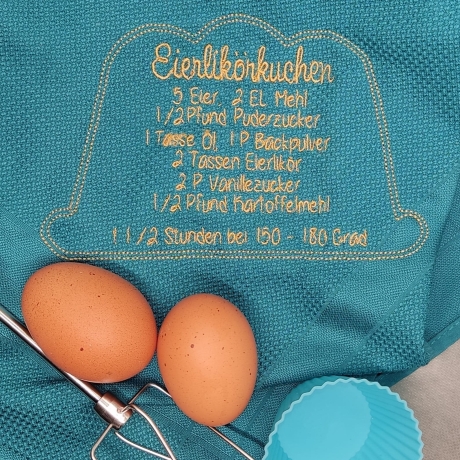 Eierlikörkuchen
5 Eier, 2 EL Mehl
1/2 Pfund Puderzucker
1 Tasse Öl, 1 P Backpulver
2 Tassen Eierlikör
2 P Vanillezucker
1/2 Pfund Kartoffelmehl
1 1/2 Stunden bei 150 - 180 Grad